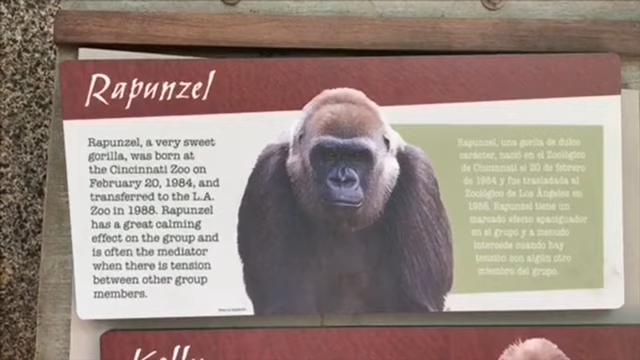 Rapunzel
Rapunzel, a very sweet
gorilla, was born at
the Cincinnati Zoo on
February 20, 1984, and
transferred to the L.A.
Zoo in 1988. Rapunzel
has a great calming
effect on the group and
is often the mediator
when there is tension
between other group
members.
Rapunzel, una gorila de dulce
carácter, nació en el Zoológico
de Cincinnati el 20 de febrero
de 1984 y fue trasladada al
Zoológico de Los Ángeles en
1988. Rapunzel tiene un
marcado efecto apaciguador
en el grupo y a menudo
intercede cuando hay
tensión con algún otro
miembro del grupo.
Kelly